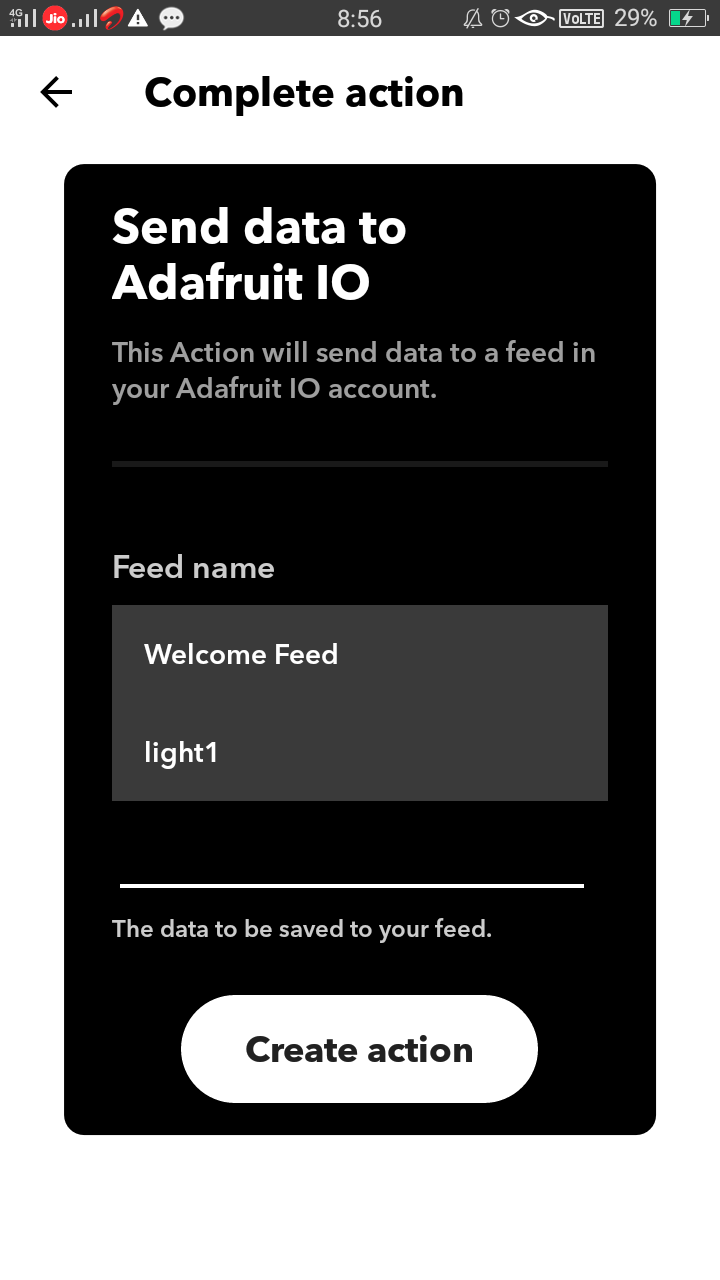 4G Jio 8:56 VoLTE 29%
Complete action
Send data to
Adafruit IO
This Action will send data to a feed in
your Adafruit IO account.
Feed name
Welcome Feed
light1
The data to be saved to your feed.
Create action